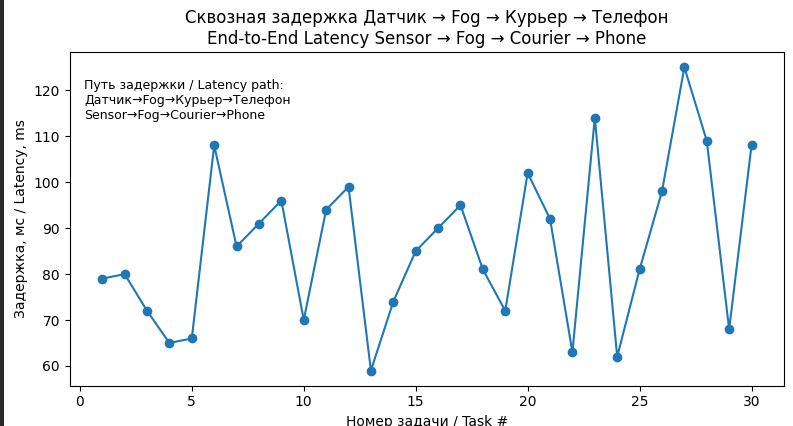 Сквозная задержка Датчик → Fog → Курьер → Телефон
End-to-End Latency Sensor → Fog → Courier → Phone
Путь задержки / Latency path:
Датчик→Fog→Курьер→Телефон
Sensor→Fog→Courier→Phone
Задержка, мс / Latency, ms
120
110
100
90
80
70
60
0 5 10 15 20 25 30
Номер задачи / Task #